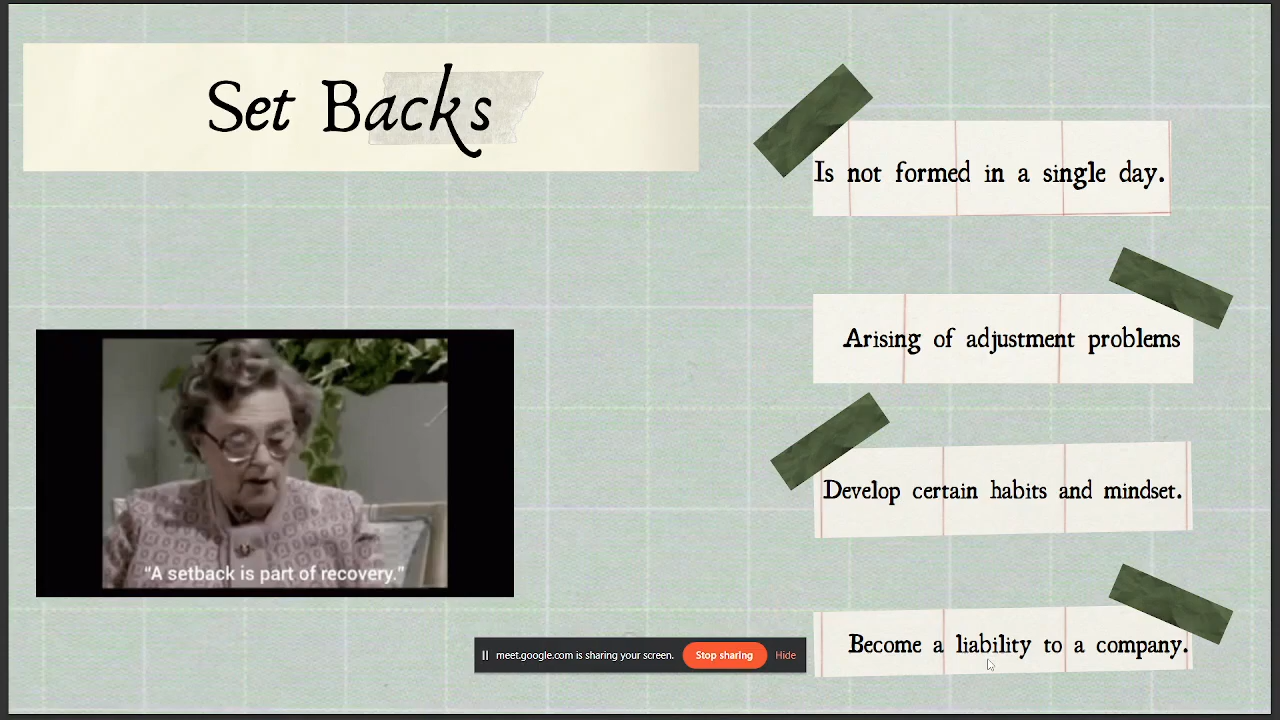 Set Backs
Is not formed in a single day.
Arising of adjustment problems
Develop certain habits and mindset.
Become a liability to a company.
"A setback is part of recovery."
meet.google.com is sharing your screen.
Stop sharing
Hide